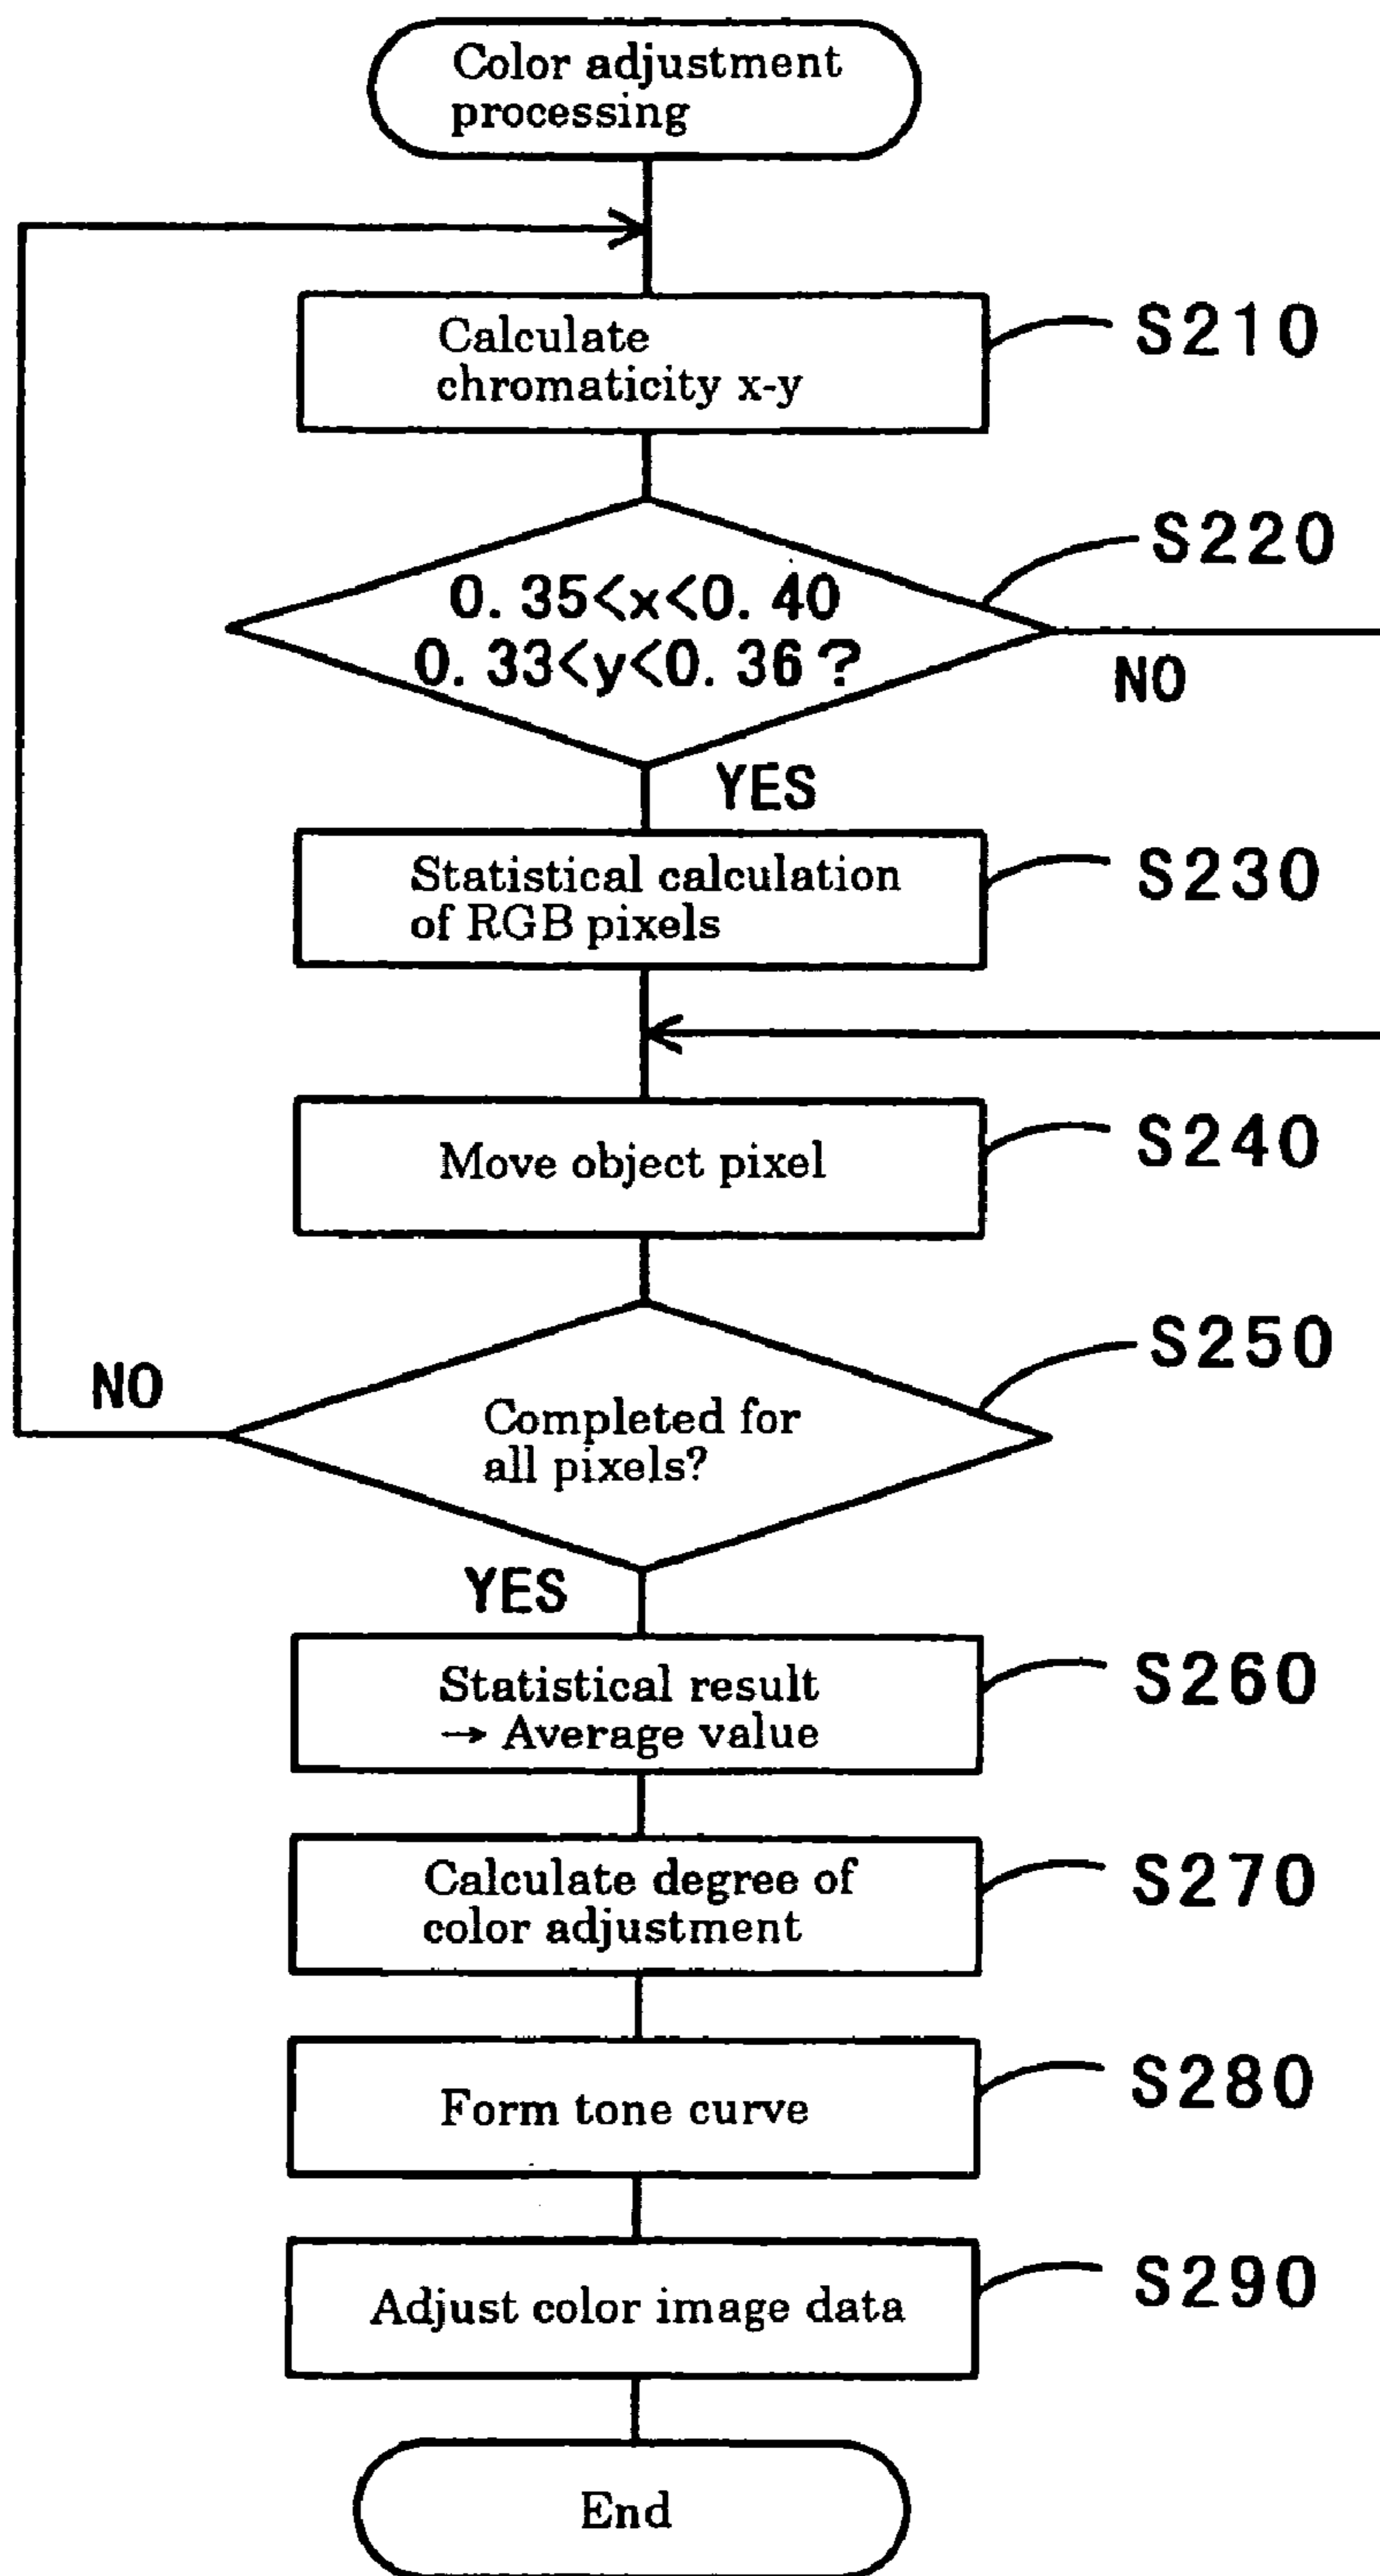 Color adjustment
processing
Calculate
chromaticity x-y
S210
0. 35<x<0. 40
0. 33<y<0. 36?
S220
NO
YES
Statistical calculation
of RGB pixels
S230
Move object pixel
S240
Completed for
all pixels?
S250
NO
YES
Statistical result
→ Average value
S260
Calculate degree of
color adjustment
S270
Form tone curve
S280
Adjust color image data
S290
End